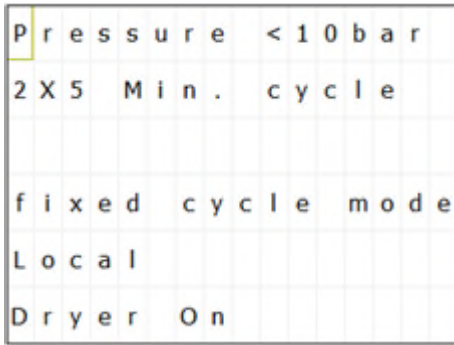 Pressure <10bar
2X5 Min. cycle
fixed cycle mode
Local
Dryer On